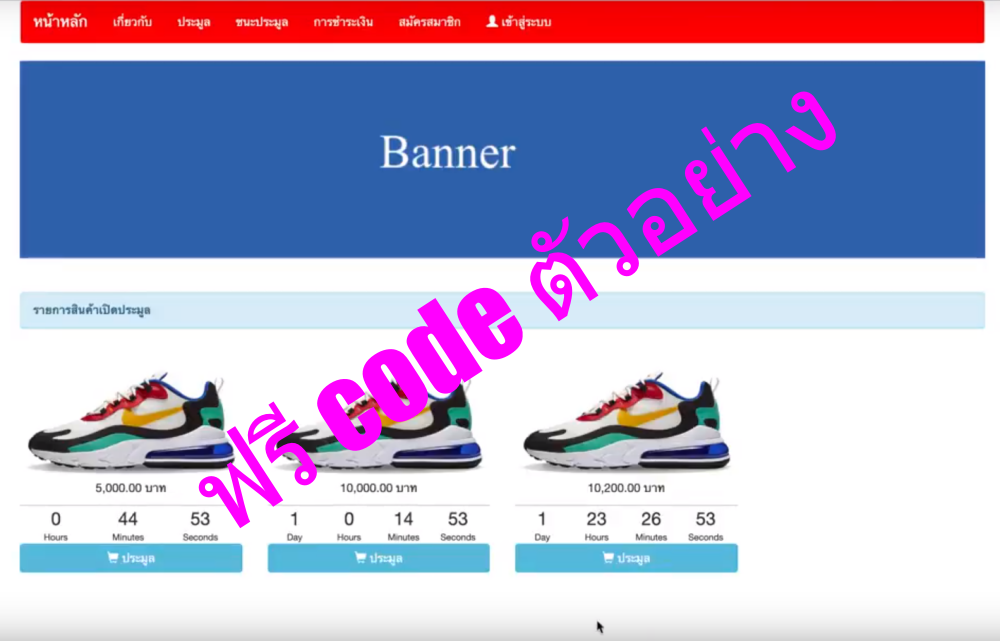 หน้าหลัก เกี่ยวกับ ประมูล ชนะประมูล การชำระเงิน สมัครสมาชิก เข้าสู่ระบบ
Banner
ฟรี code ตัวอย่าง
รายการสินค้าเปิดประมูล
5,000.00 บาท 10,000.00 บาท 10,200.00 บาท
0 44 53 1 0 14 53 1 23 26 53
Hours Minutes Seconds Day Hours Minutes Seconds Day Hours Minutes Seconds
ประมูล ประมูล ประมูล